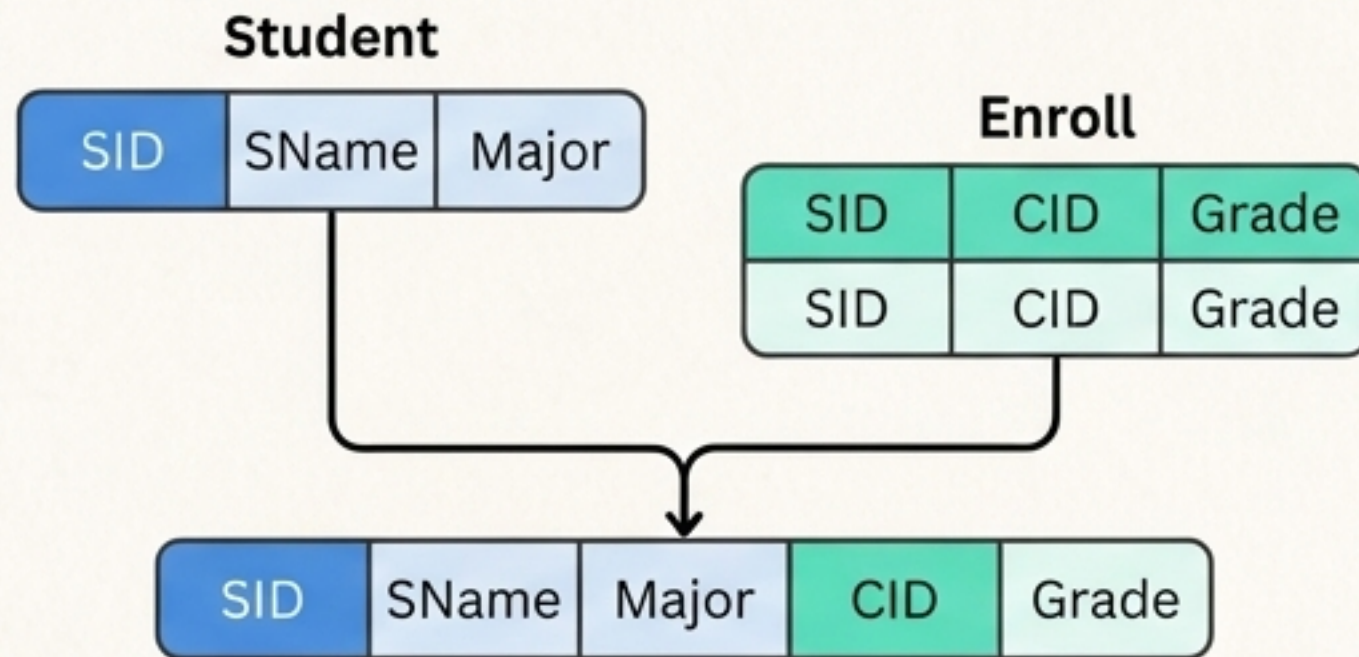 Student
SID SName Major
Enroll
SID CID Grade
SID CID Grade
SID SName Major CID Grade